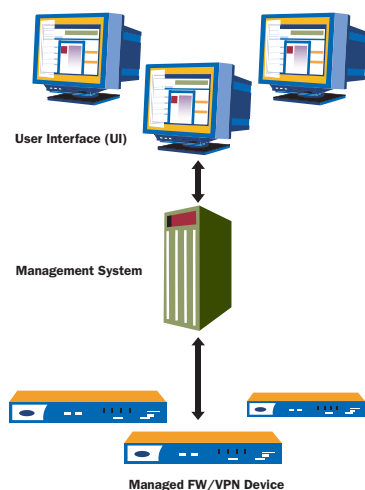 User Interface (UI)
Management System
Managed FW/VPN Device